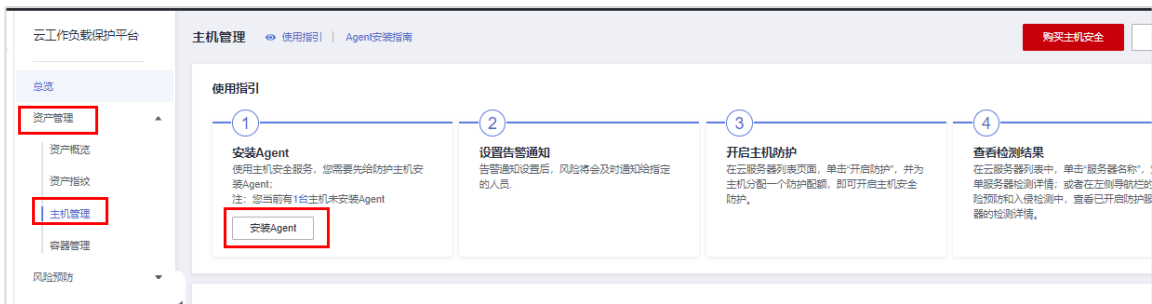 云工作负载保护平台
主机管理 使用指引 | Agent安装指南
购买主机安全
总览
资产管理
资产概览
资产指纹
主机管理
容器管理
风险预防
使用指引
1
安装Agent
使用主机安全服务，您需要先给防护主机安
装Agent;
注：您当前有1台主机未安装Agent
安装Agent
2
设置告警通知
告警通知设置后，风险将会及时通知给指定
的人员.
3
开启主机防护
在云服务器列表页面，单击“开启防护”，并为
主机分配一个防护配额，即可开启主机安全
防护。
4
查看检测结果
在云服务器列表中，单击“服务器名称”，
单服务器检测详情；或者在左侧导航栏的
险预防和入侵检测中，查看已开启防护服
器的检测详情。